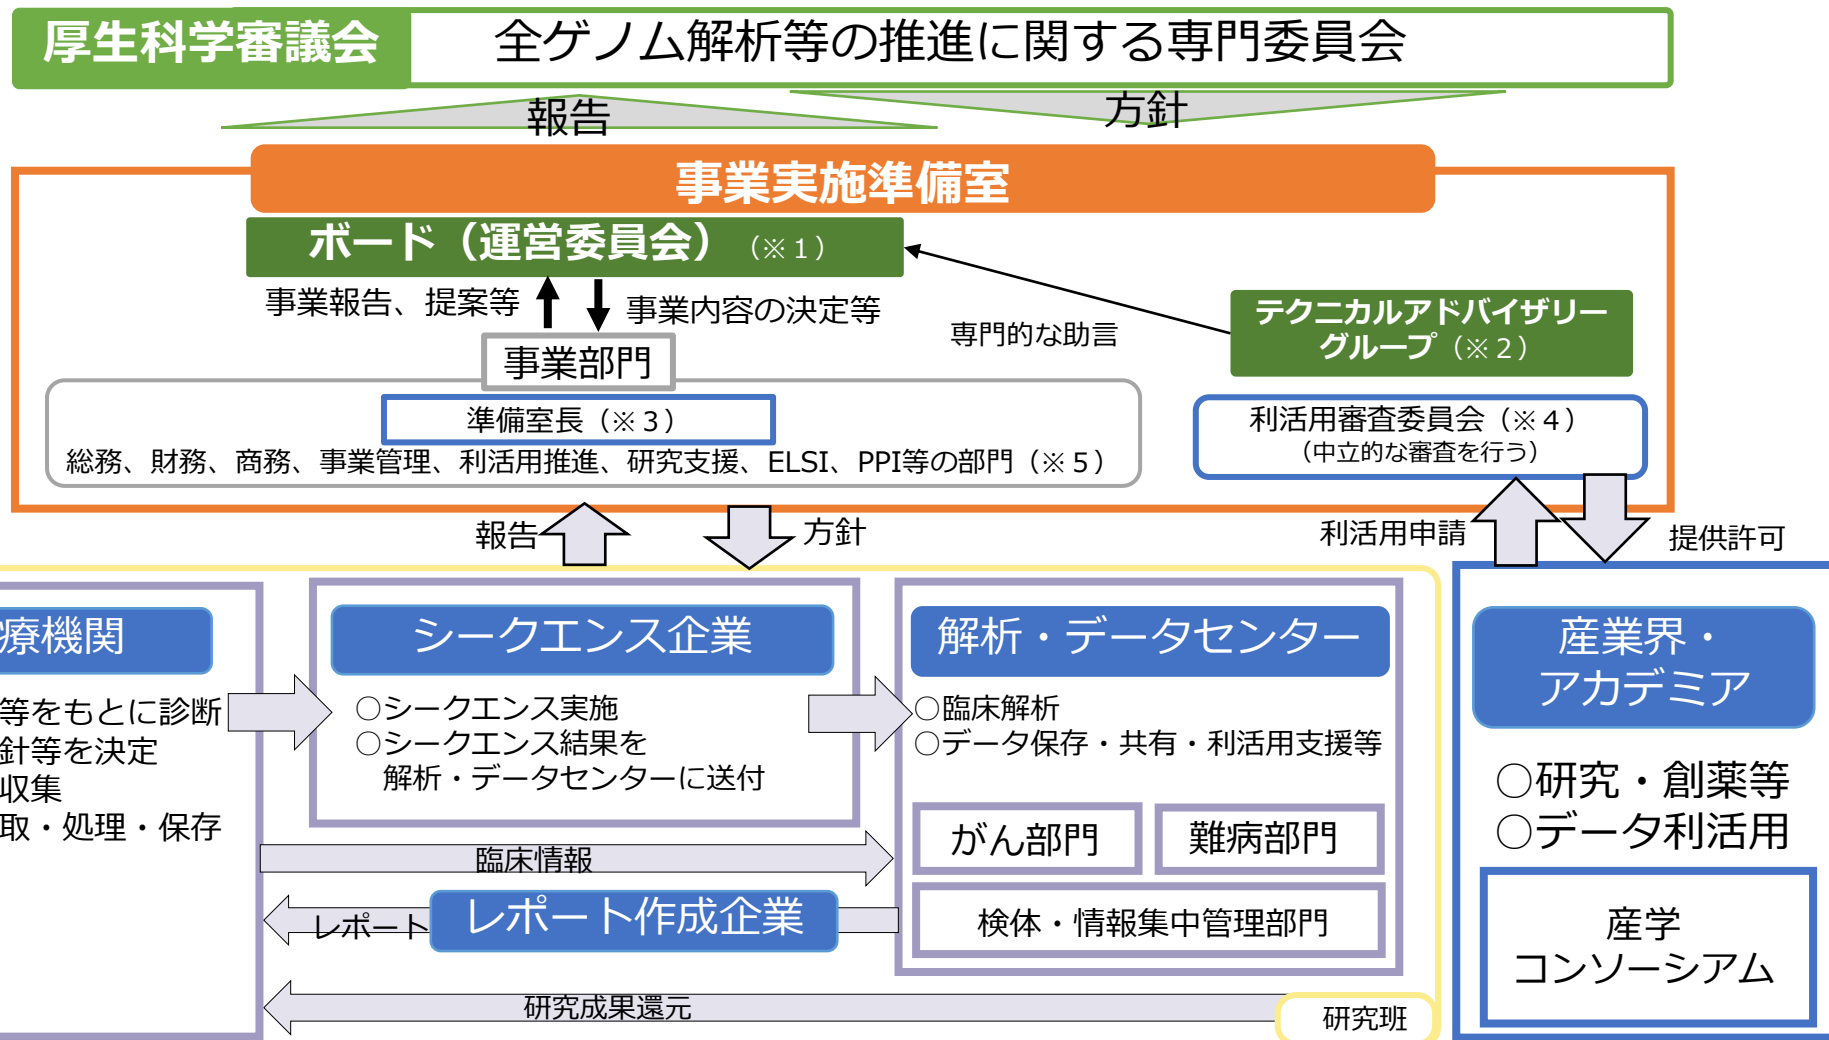 厚生科学審議会
全ゲノム解析等の推進に関する専門委員会
報告
方針
事業実施準備室
ボード（運営委員会）（※１）
事業報告、提案等
事業内容の決定等
専門的な助言
テクニカルアドバイザリー
グループ（※２）
事業部門
準備室長（※３）
総務、財務、商務、事業管理、利活用推進、研究支援、ELSI、PPI等の部門（※５）
利活用審査委員会（※４）
（中立的な審査を行う）
報告
方針
利活用申請
提供許可
療機関
等をもとに診断
針等を決定
収集
取・処理・保存
シークエンス企業
○シークエンス実施
○シークエンス結果を
解析・データセンターに送付
解析・データセンター
○臨床解析
○データ保存・共有・利活用支援等
がん部門
難病部門
検体・情報集中管理部門
臨床情報
レポート
レポート作成企業
研究成果還元
研究班
産業界・
アカデミア
○研究・創薬等
○データ利活用
産学
コンソーシアム